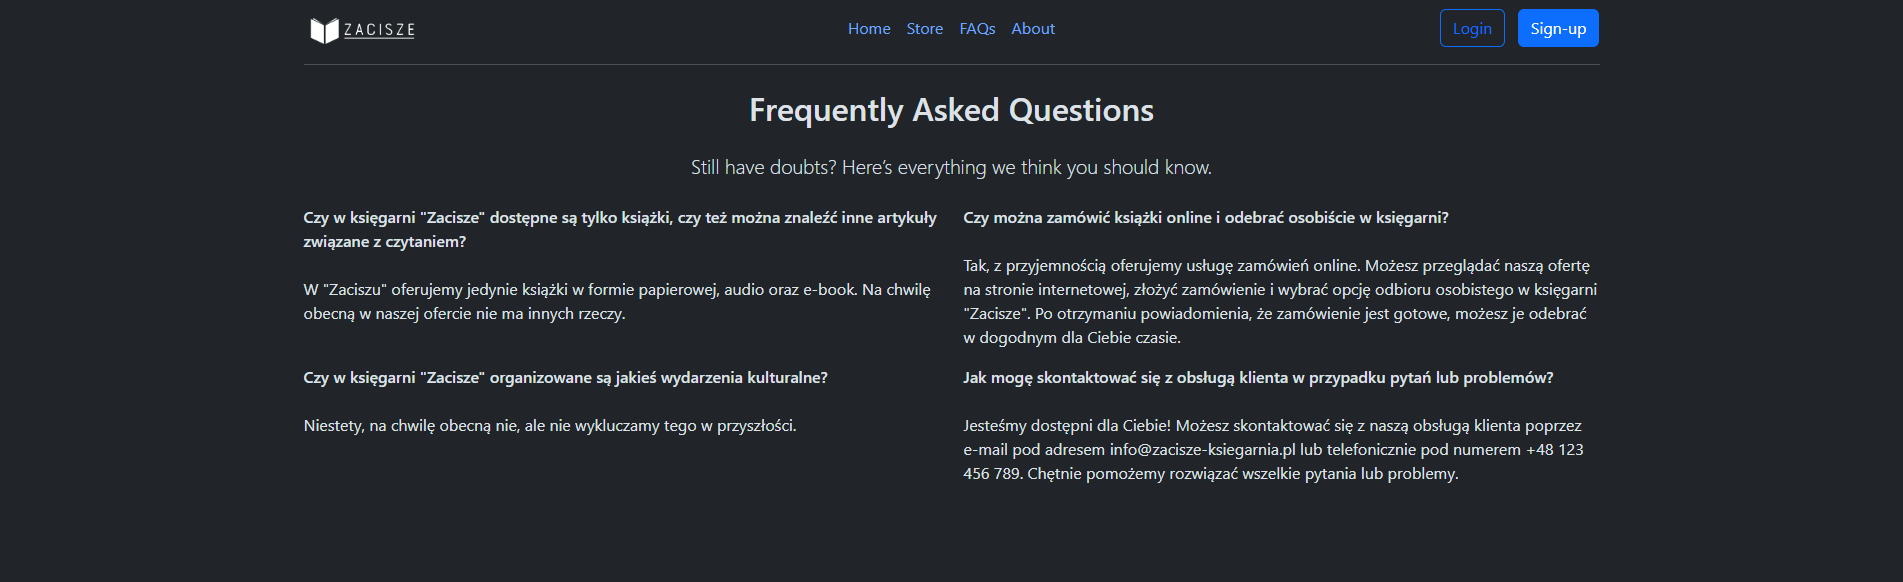 ZACISZE
Home Store FAQs About
Login Sign-up
Frequently Asked Questions
Still have doubts? Here’s everything we think you should know.
Czy w księgarni "Zacisze" dostępne są tylko książki, czy też można znaleźć inne artykuły
związane z czytaniem?
W "Zaciszu" oferujemy jedynie książki w formie papierowej, audio oraz e-book. Na chwilę
obecną w naszej ofercie nie ma innych rzeczy.
Czy można zamówić książki online i odebrać osobiście w księgarni?
Tak, z przyjemnością oferujemy usługę zamówień online. Możesz przeglądać naszą ofertę
na stronie internetowej, złożyć zamówienie i wybrać opcję odbioru osobistego w księgarni
"Zacisze". Po otrzymaniu powiadomienia, że zamówienie jest gotowe, możesz je odebrać
w dogodnym dla Ciebie czasie.
Czy w księgarni "Zacisze" organizowane są jakieś wydarzenia kulturalne?
Niestety, na chwilę obecną nie, ale nie wykluczamy tego w przyszłości.
Jak mogę skontaktować się z obsługą klienta w przypadku pytań lub problemów?
Jesteśmy dostępni dla Ciebie! Możesz skontaktować się z naszą obsługą klienta poprzez
e-mail pod adresem info@zacisze-ksiegarnia.pl lub telefonicznie pod numerem +48 123
456 789. Chętnie pomożemy rozwiązać wszelkie pytania lub problemy.